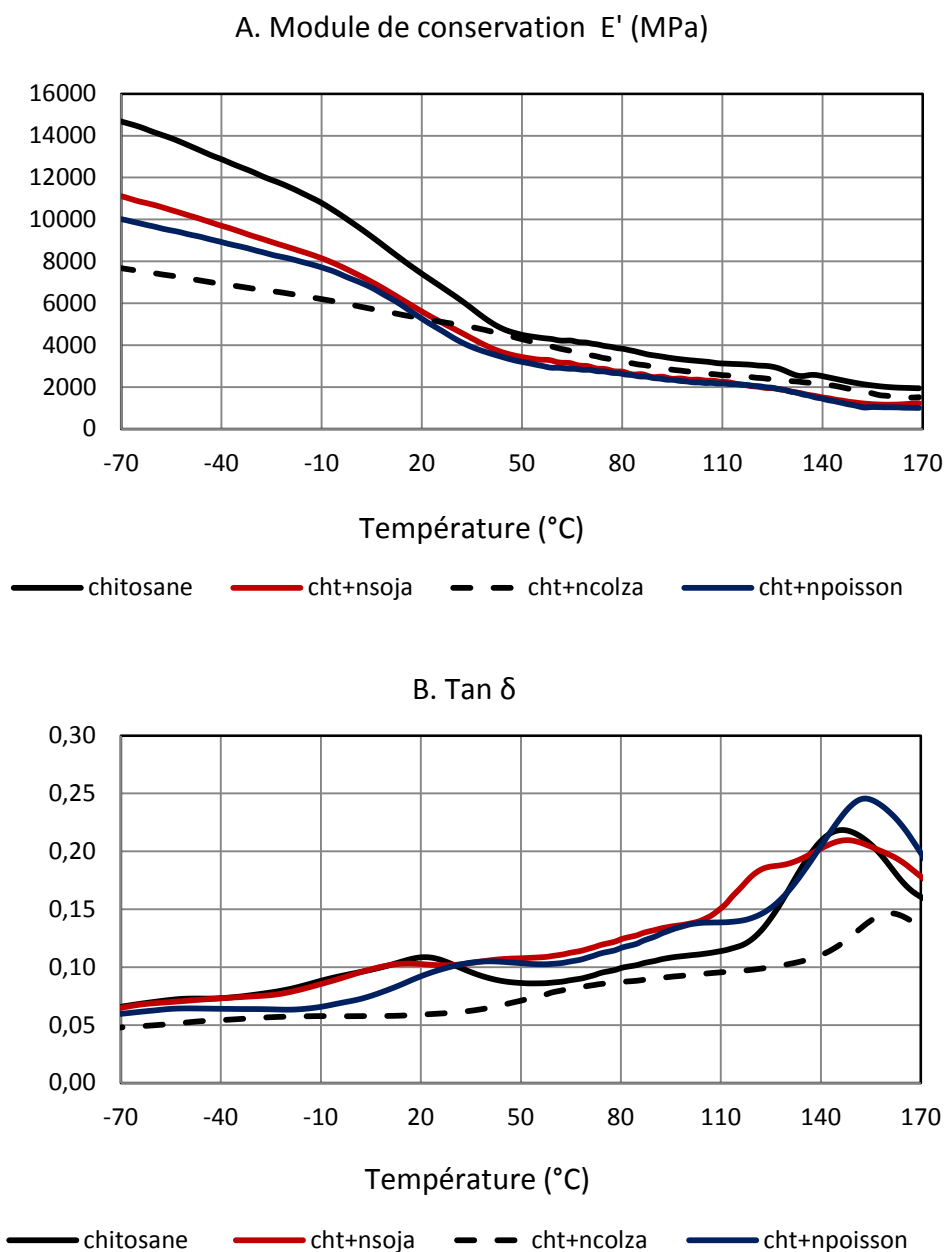 A. Module de conservation E' (MPa)
16000
14000
12000
10000
8000
6000
4000
2000
0
-70 -40 -10 20 50 80 110 140 170
Température (°C)
chitosane cht+nsoja cht+ncolza cht+npoisson
B. Tan δ
0,30
0,25
0,20
0,15
0,10
0,05
0,00
-70 -40 -10 20 50 80 110 140 170
Température (°C)
chitosane cht+nsoja cht+ncolza cht+npoisson